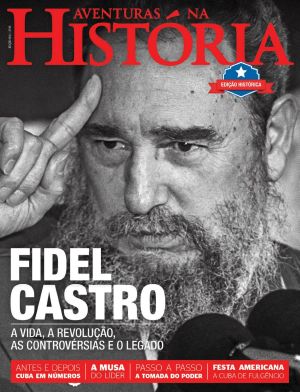 AVENTURAS NA
HISTÓRIA
EDIÇÃO HISTÓRICA
FIDEL
CASTRO
A VIDA, A REVOLUÇÃO,
AS CONTROVÉRSIAS E O LEGADO
ANTES E DEPOIS
CUBA EM NÚMEROS
A MUSA
DO LÍDER
PASSO A PASSO
A TOMADA DO PODER
FESTA AMERICANA
A CUBA DE FULGÊNCIO